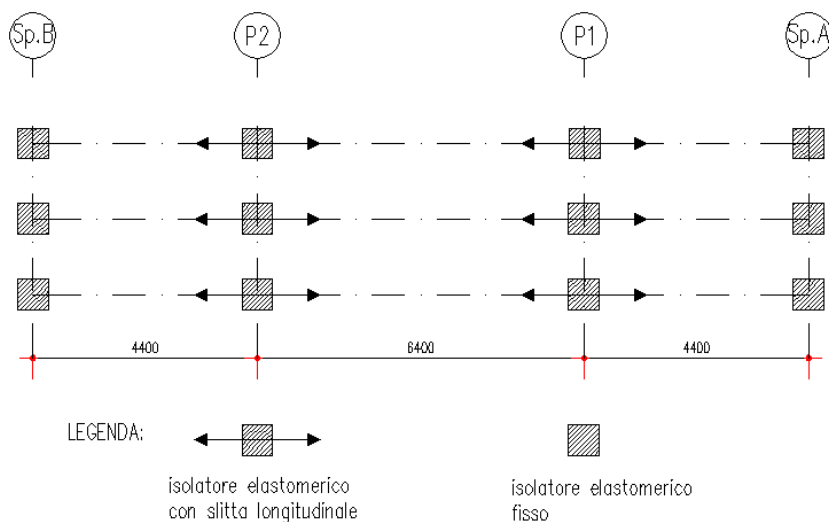 Sp.B P2 P1 Sp.A
4400 6400 4400
LEGENDA:
isolatore elastomerico
con slitta longitudinale
isolatore elastomerico
fisso